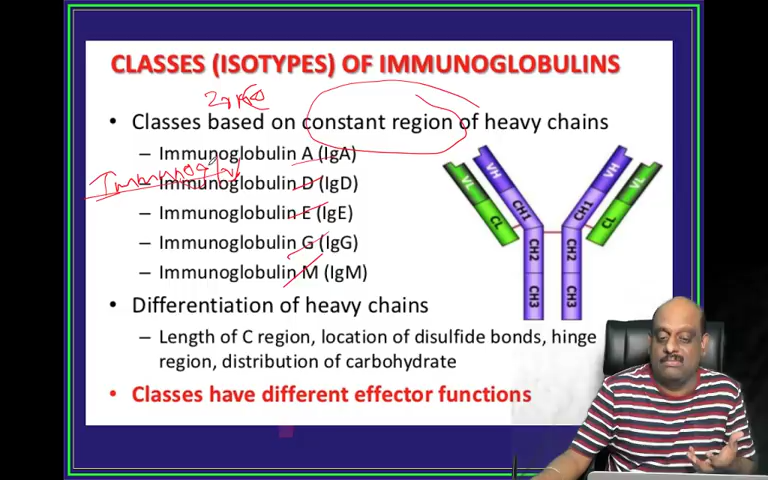 CLASSES (ISOTYPES) OF IMMUNOGLOBULINS
• Classes based on constant region of heavy chains
– Immunoglobulin A (IgA)
– Immunoglobulin D (IgD)
– Immunoglobulin E (IgE)
– Immunoglobulin G (IgG)
– Immunoglobulin M (IgM)
• Differentiation of heavy chains
– Length of C region, location of disulfide bonds, hinge
region, distribution of carbohydrate
• Classes have different effector functions
VL
VH
VH
VL
CL
CH1
CH1
CL
CH2
CH2
CH3
CH3